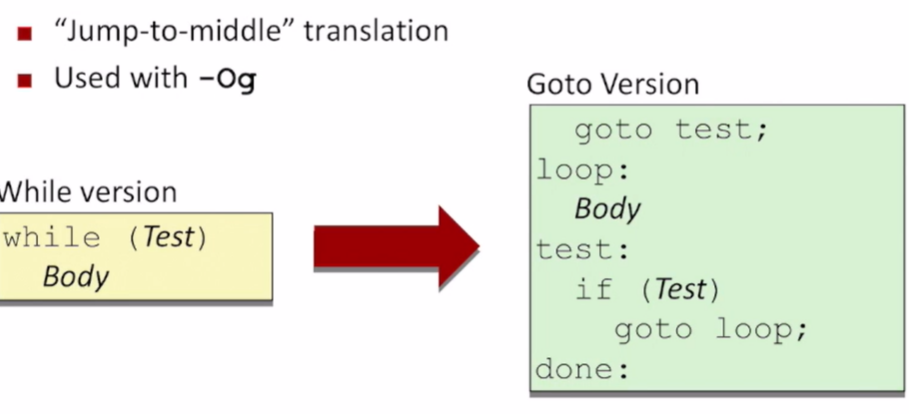 “Jump-to-middle” translation
Used with –Og
Goto Version
goto test;
loop:
Body
test:
if (Test)
goto loop;
done:
While version
while (Test)
Body